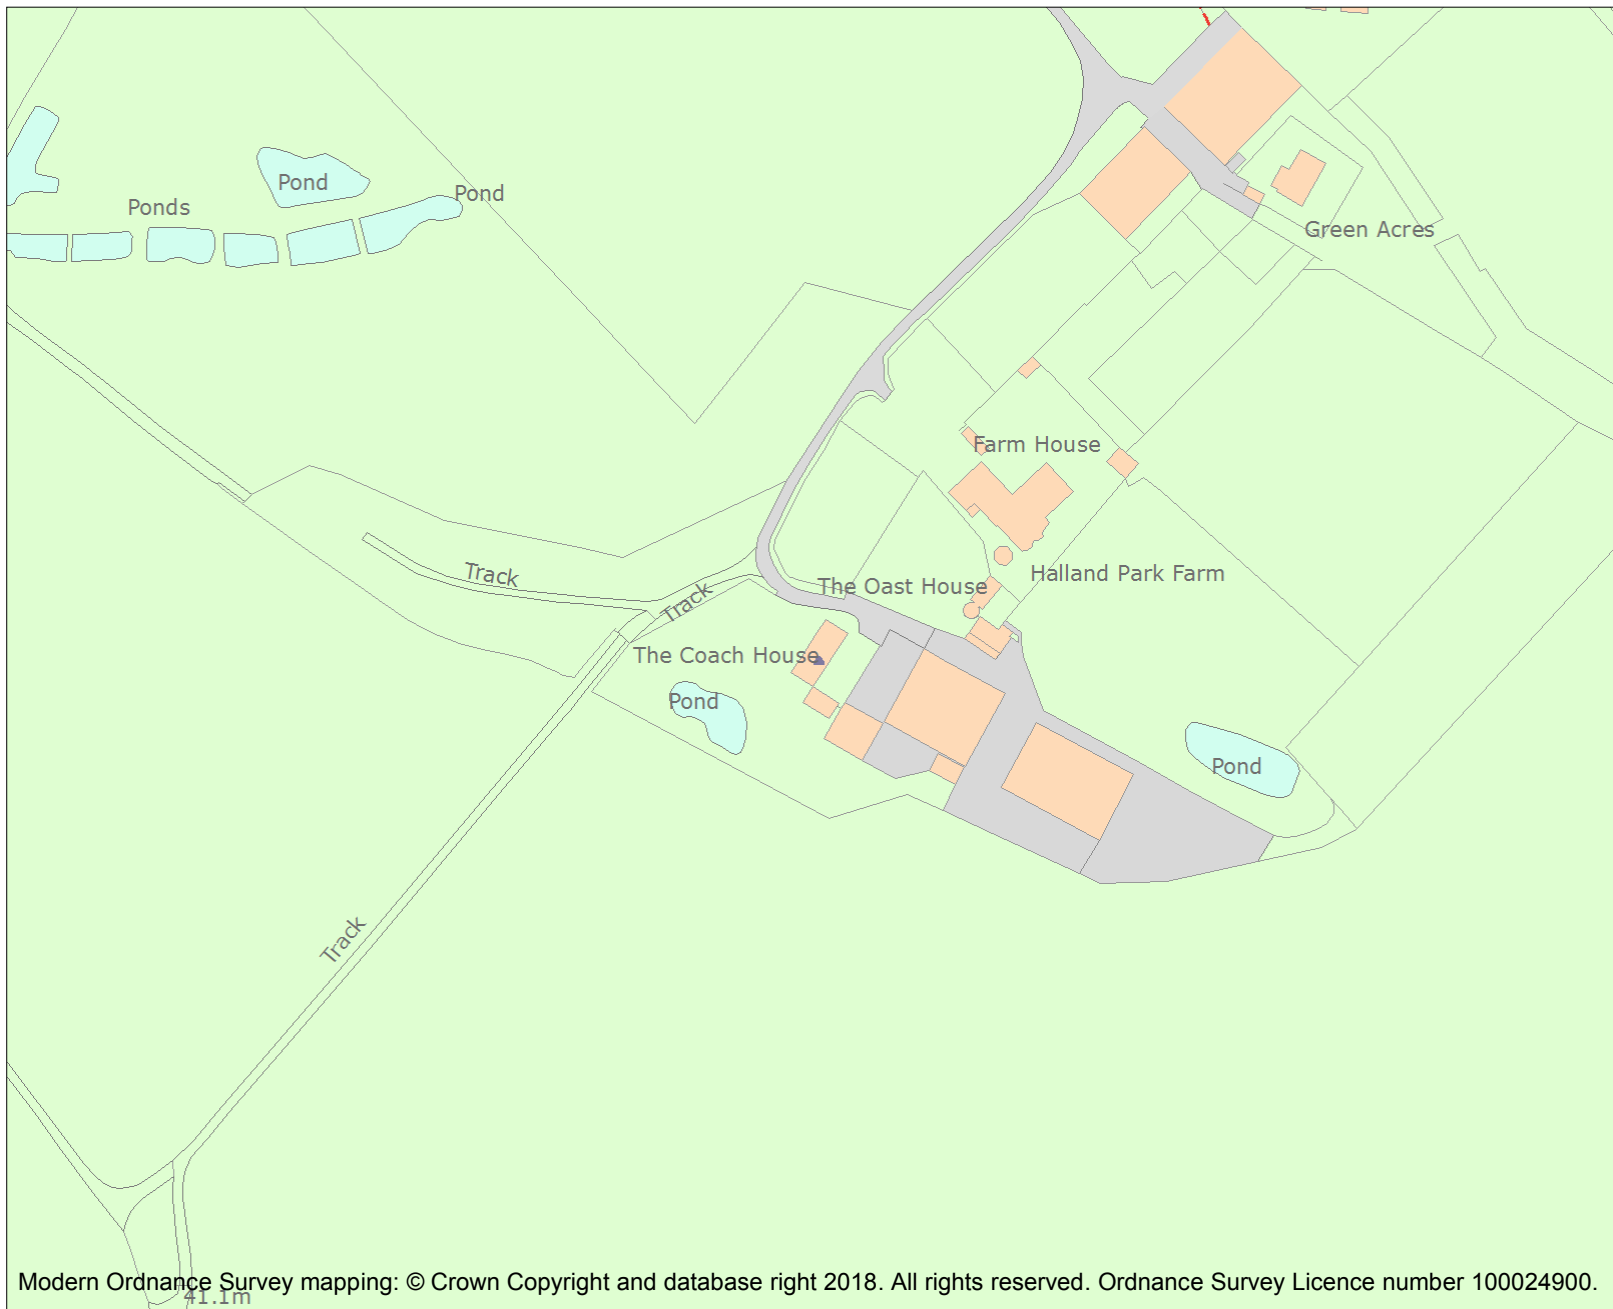 Pond
Pond
Ponds
Green Acres
Farm House
Track
Halland Park Farm
The Oast House
Track
The Coach House
Pond
Pond
Track
Modern Ordnance Survey mapping: © Crown Copyright and database right 2018. All rights reserved. Ordnance Survey Licence number 100024900.
41.1m